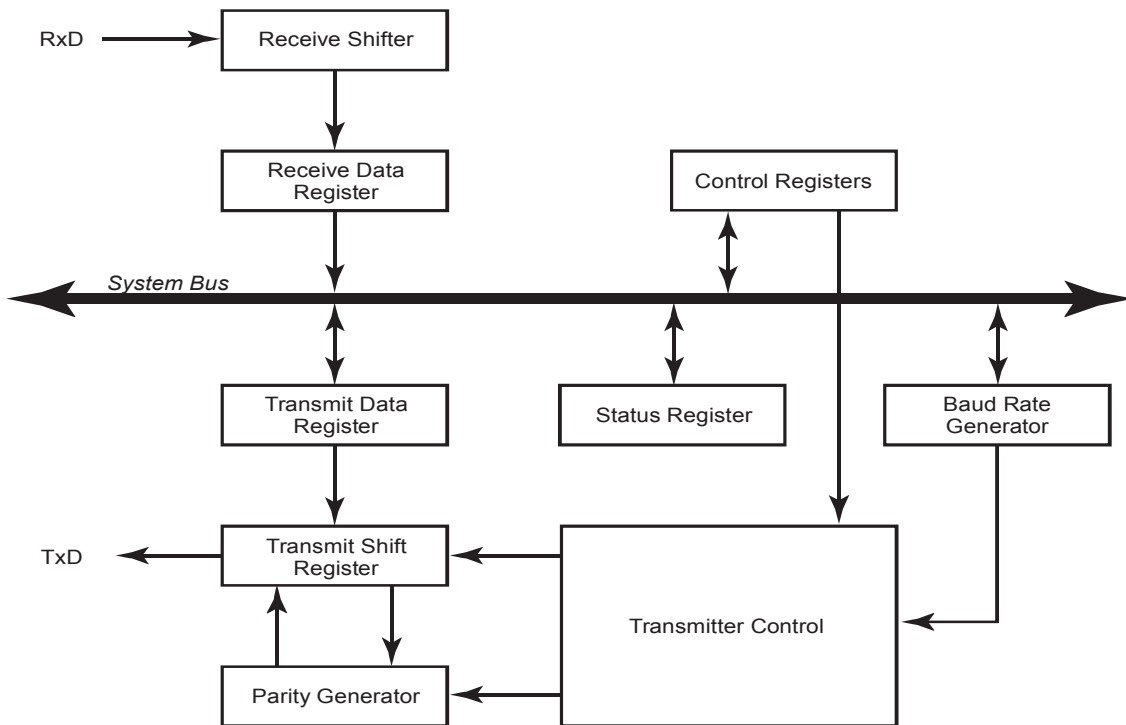 RxD
Receive Shifter
Receive Data
Register
Control Registers
System Bus
Transmit Data
Register
Status Register
Baud Rate
Generator
TxD
Transmit Shift
Register
Transmitter Control
Parity Generator